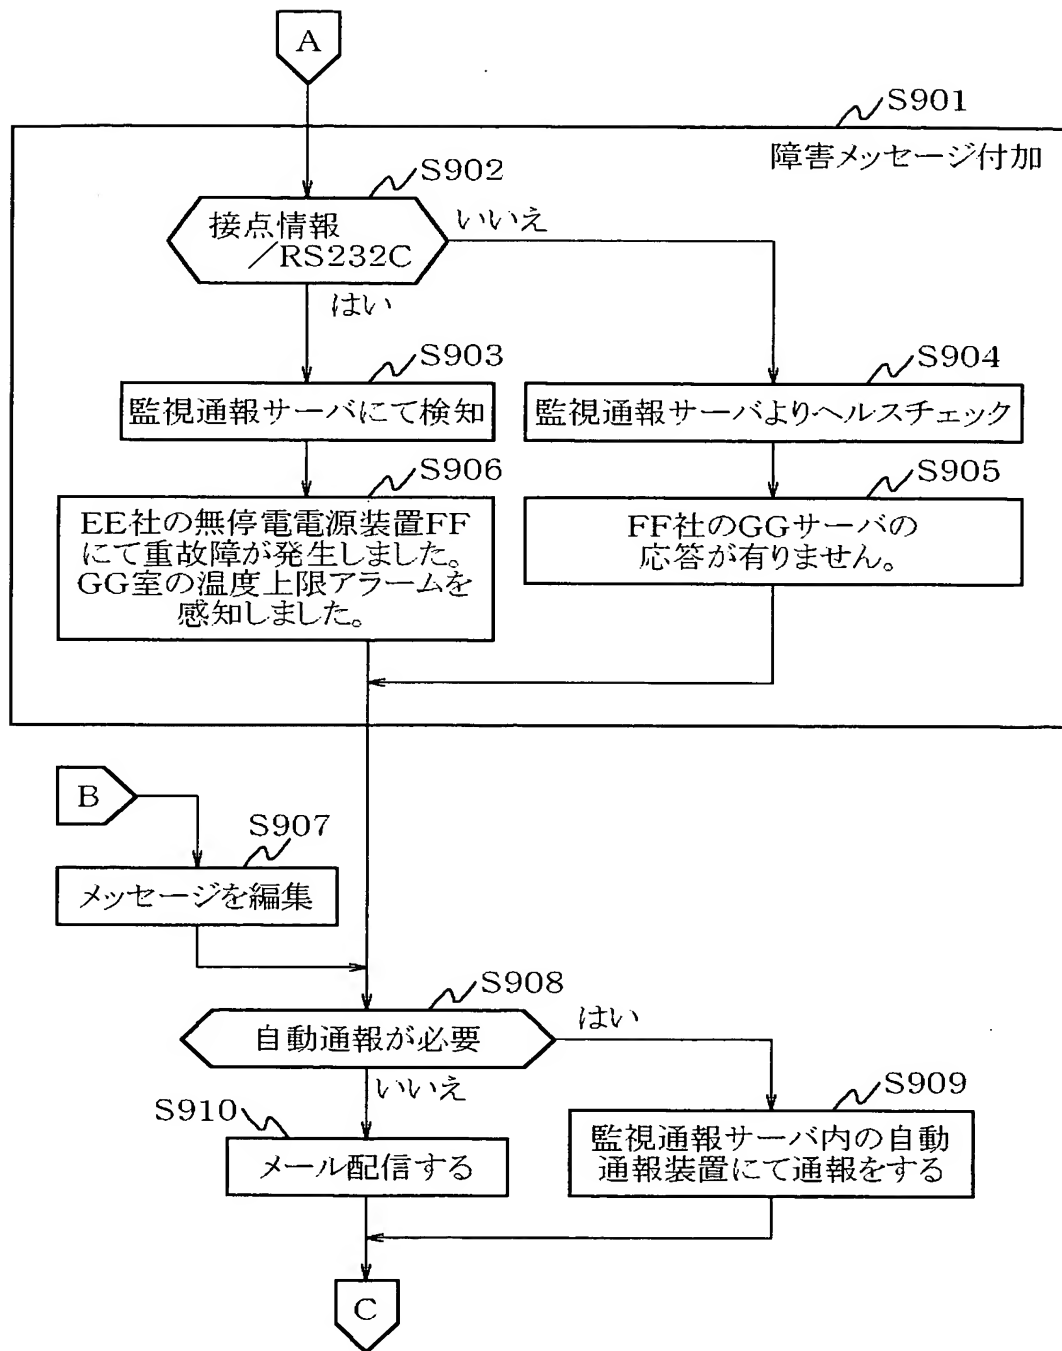 A
S901
障害メッセージ付加
S902
接点情報
／RS232C
いいえ
はい
S903
監視通報サーバにて検知
S904
監視通報サーバよりヘルスチェック
S906
EE社の無停電電源装置FF
にて重故障が発生しました。
GG室の温度上限アラームを
感知しました。
S905
FF社のGGサーバの
応答が有りません。
B
S907
メッセージを編集
S908
自動通報が必要
はい
いいえ
S909
監視通報サーバ内の自動
通報装置にて通報をする
S910
メール配信する
C